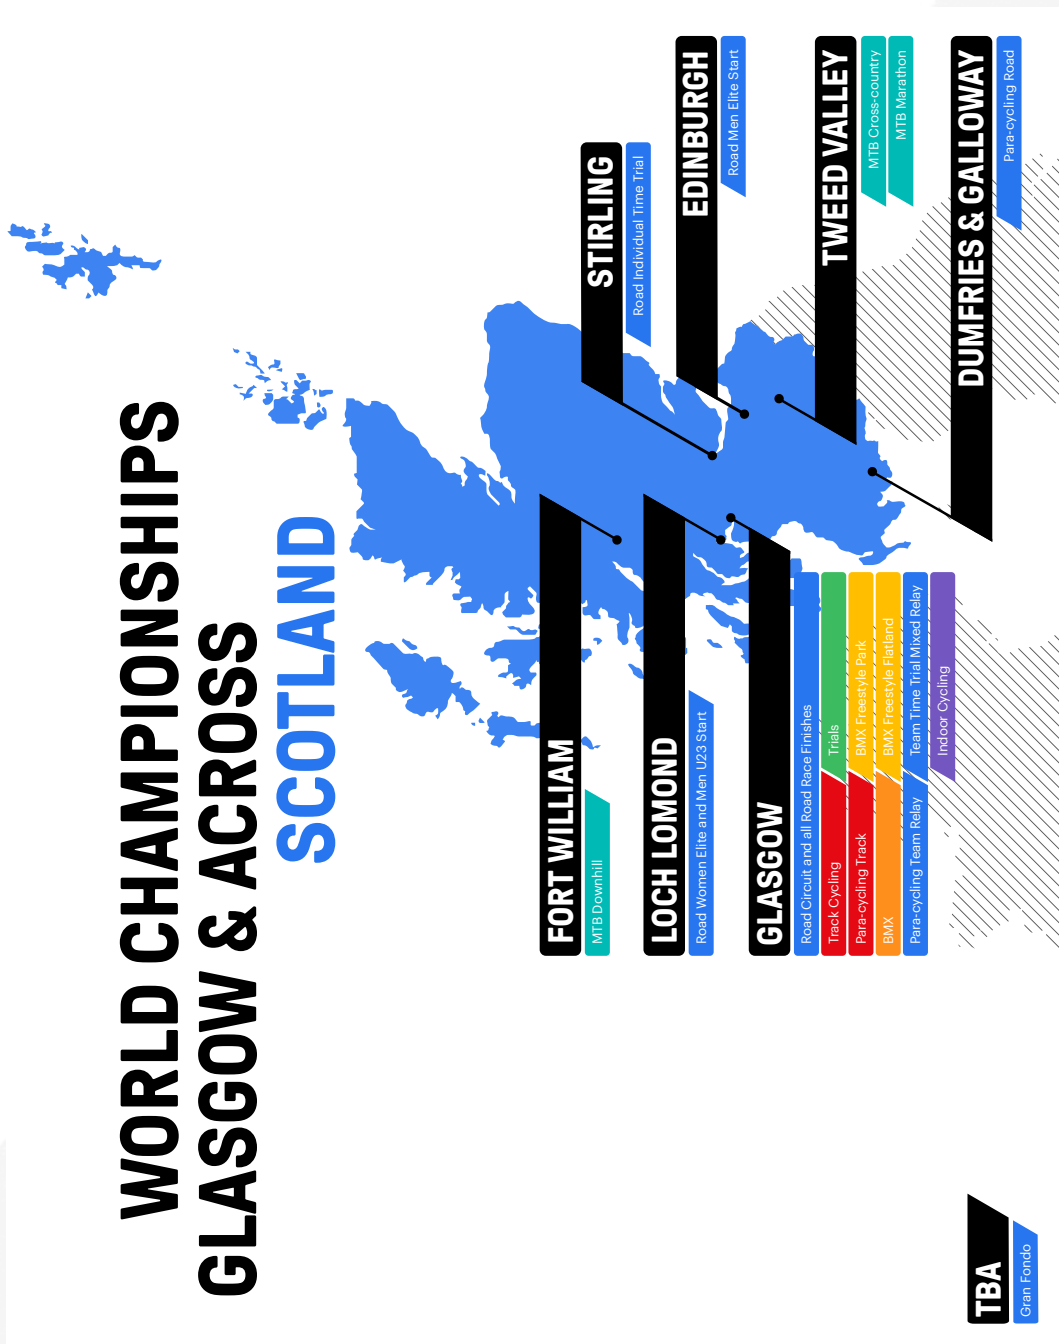 WORLD CHAMPIONSHIPS
GLASGOW & ACROSS
SCOTLAND
FORT WILLIAM
MTB Downhill
LOCH LOMOND
Road Women Elite and Men U23 Start
GLASGOW
Road Circuit and all Road Race Finishes
Track Cycling
Trials
Para-cycling Track
BMX Freestyle Park
BMX
BMX Freestyle Flatland
Para-cycling Team Relay
Team Time Trial Mixed Relay
Indoor Cycling
STIRLING
Road Individual Time Trial
EDINBURGH
Road Men Elite Start
TWEED VALLEY
MTB Cross-country
MTB Marathon
DUMFRIES & GALLOWAY
Para-cycling Road
TBA
Gran Fondo